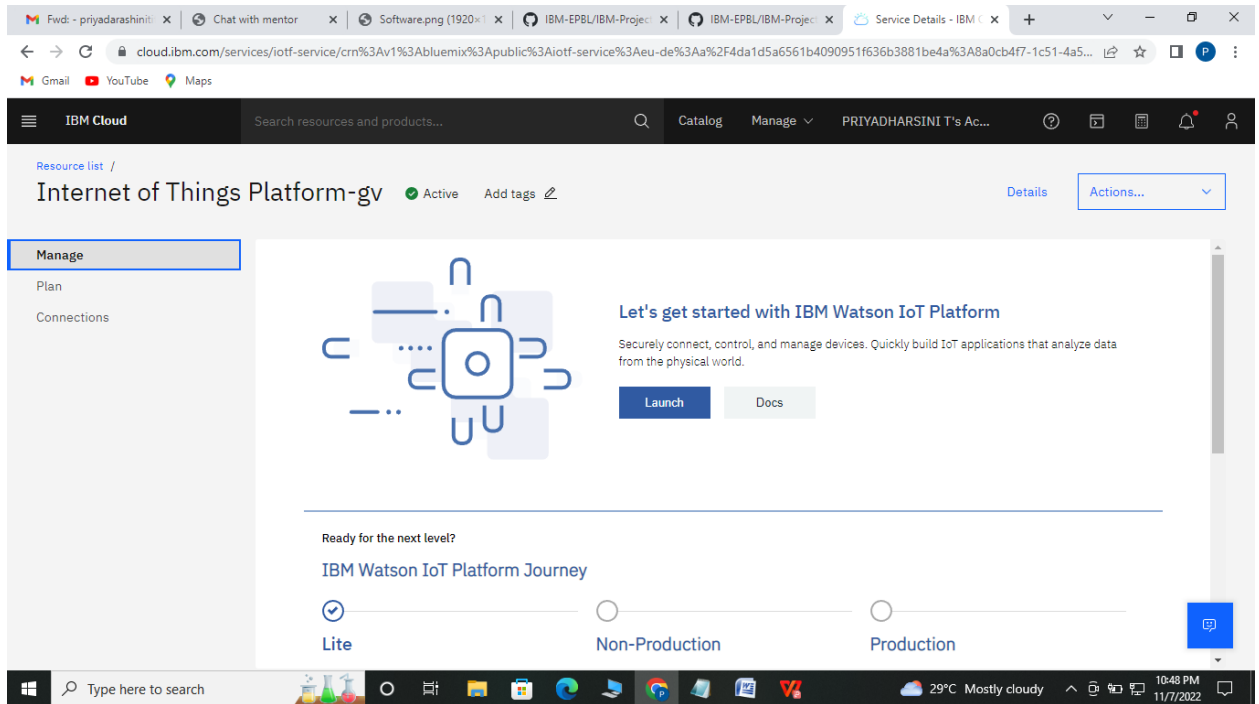 Fwd: - priyadarashiniti
Chat with mentor
Software.png (1920×1
IBM-EPBL/IBM-Project
IBM-EPBL/IBM-Project
Service Details - IBM C
cloud.ibm.com/services/iotf-service/crn%3Av1%3Abluemix%3Apublic%3Aiotf-service%3Aeu-de%3Aa%2F4da1d5a6561b4090951f636b3881be4a%3A8a0cb4f7-1c51-4a5...
P
Gmail YouTube Maps
IBM Cloud
Search resources and products...
Catalog
Manage
PRIYADHARSINI T's Ac...
Resource list /
Internet of Things Platform-gv
Active
Add tags
Details
Actions...
Manage
Plan
Connections
Let's get started with IBM Watson IoT Platform
Securely connect, control, and manage devices. Quickly build IoT applications that analyze data
from the physical world.
Launch
Docs
Ready for the next level?
IBM Watson IoT Platform Journey
Lite
Non-Production
Production
Type here to search
29°C Mostly cloudy
10:48 PM
11/7/2022